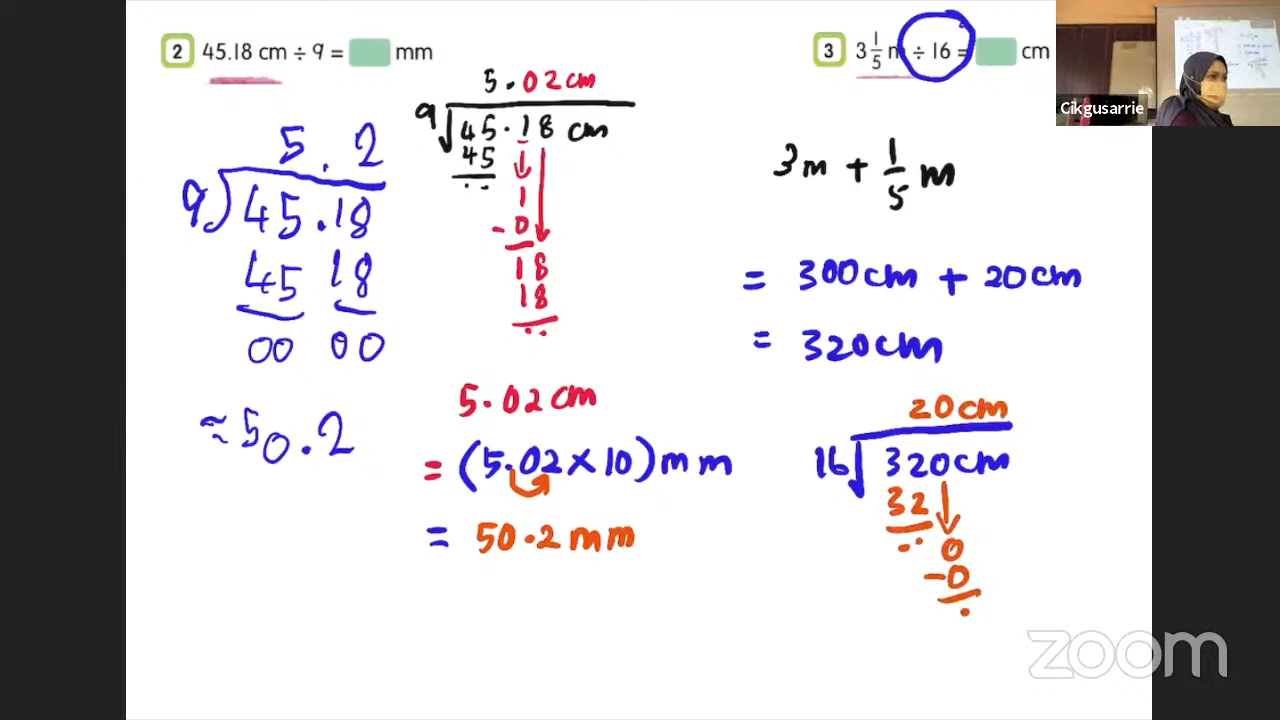 2 45.18 cm ÷ 9 = mm
5.2
9 45.18
45 18
00 00
≈ 50.2
5.02 cm
9 45.18 cm
45
1
- 0
18
18
5.02 cm
= (5.02 × 10) mm
= 50.2 mm
3 3 1/5 m ÷ 16 = cm
3m + 1/5 m
= 300cm + 20cm
= 320cm
20cm
16 320cm
32
0
- 0
Cikgusarrie
zoom